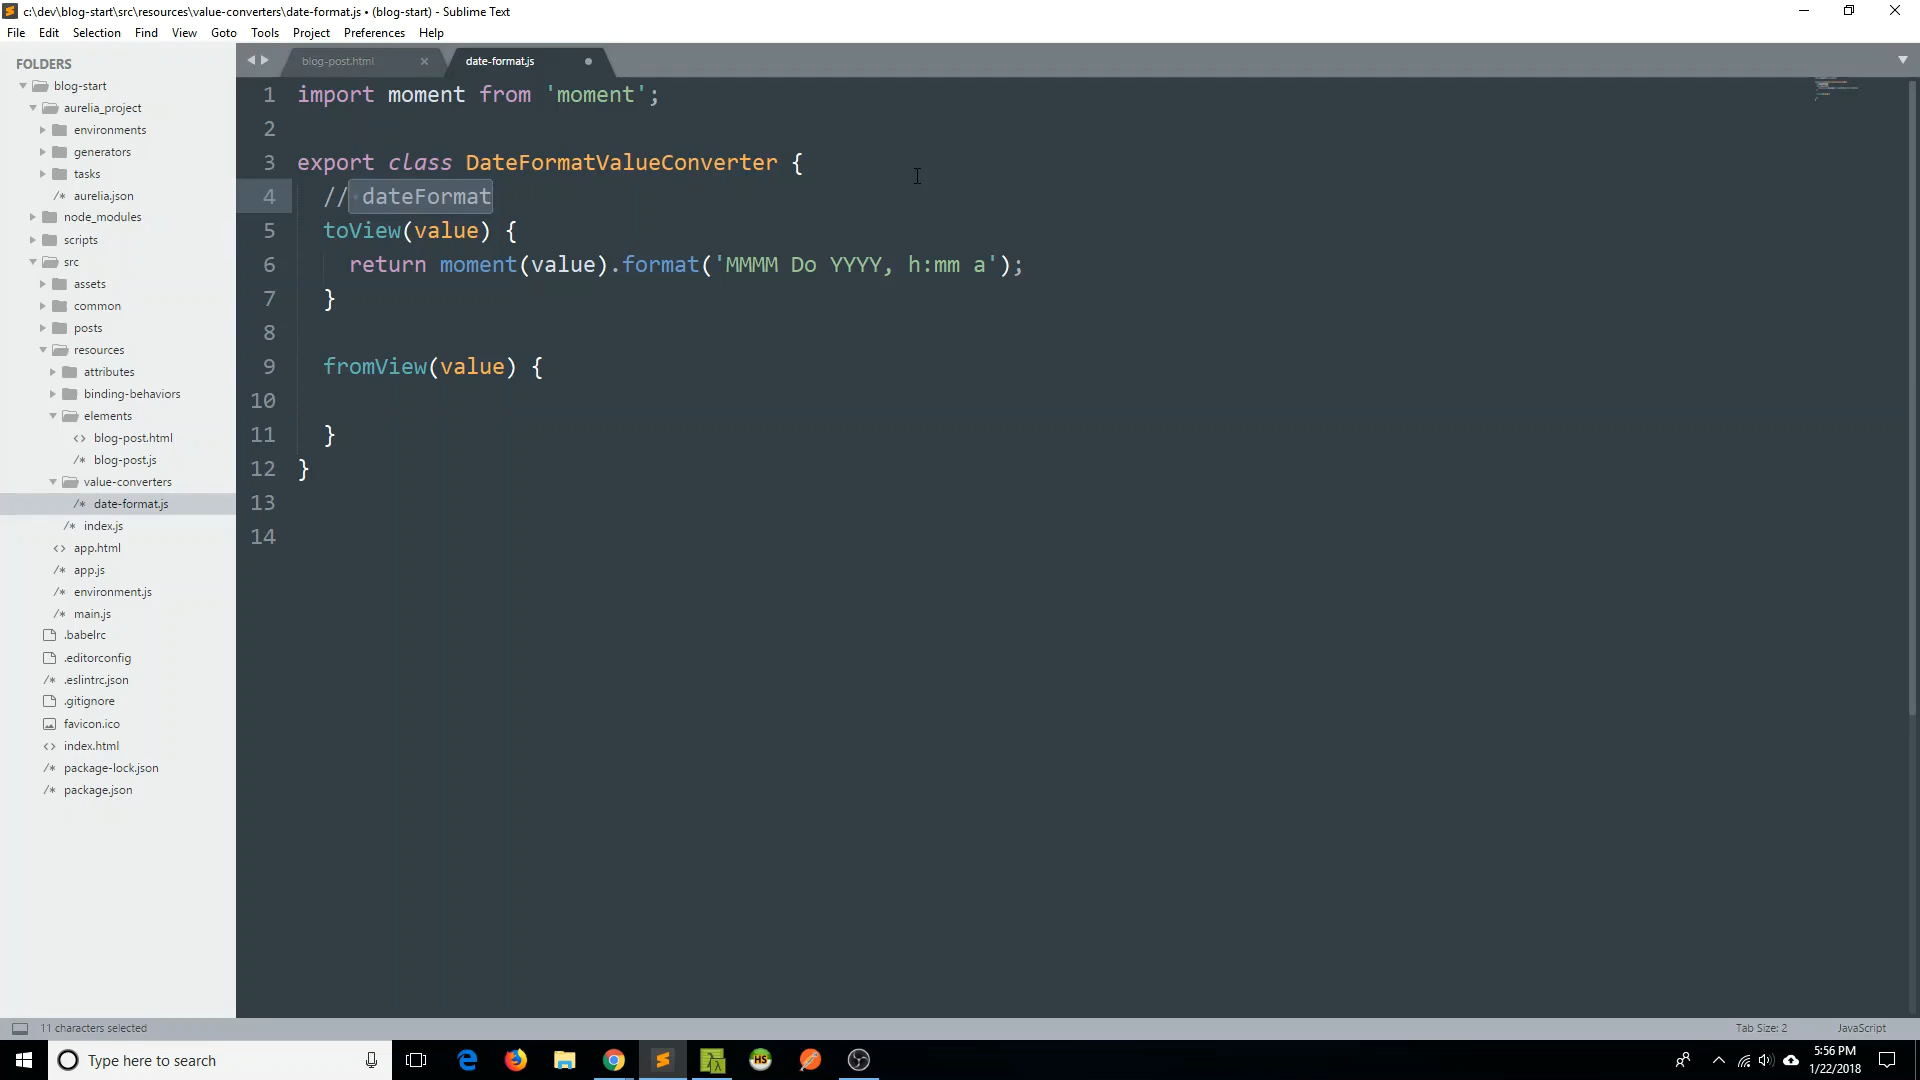 c:\dev\blog-start\src\resources\value-converters\date-format.js • (blog-start) - Sublime Text
File Edit Selection Find View Goto Tools Project Preferences Help
FOLDERS
blog-start
aurelia_project
environments
generators
tasks
/* aurelia.json
node_modules
scripts
src
assets
common
posts
resources
attributes
binding-behaviors
elements
<> blog-post.html
/* blog-post.js
value-converters
/* date-format.js
/* index.js
<> app.html
/* app.js
/* environment.js
/* main.js
.babelrc
.editorconfig
/* .eslintrc.json
.gitignore
favicon.ico
<> index.html
/* package-lock.json
/* package.json
blog-post.html
date-format.js
1 import moment from 'moment';
2
3 export class DateFormatValueConverter {
4 // dateFormat
5 toView(value) {
6 return moment(value).format('MMMM Do YYYY, h:mm a');
7 }
8
9 fromView(value) {
10
11 }
12 }
13
14
11 characters selected
Tab Size: 2
JavaScript
Type here to search
HS
5:56 PM
1/22/2018